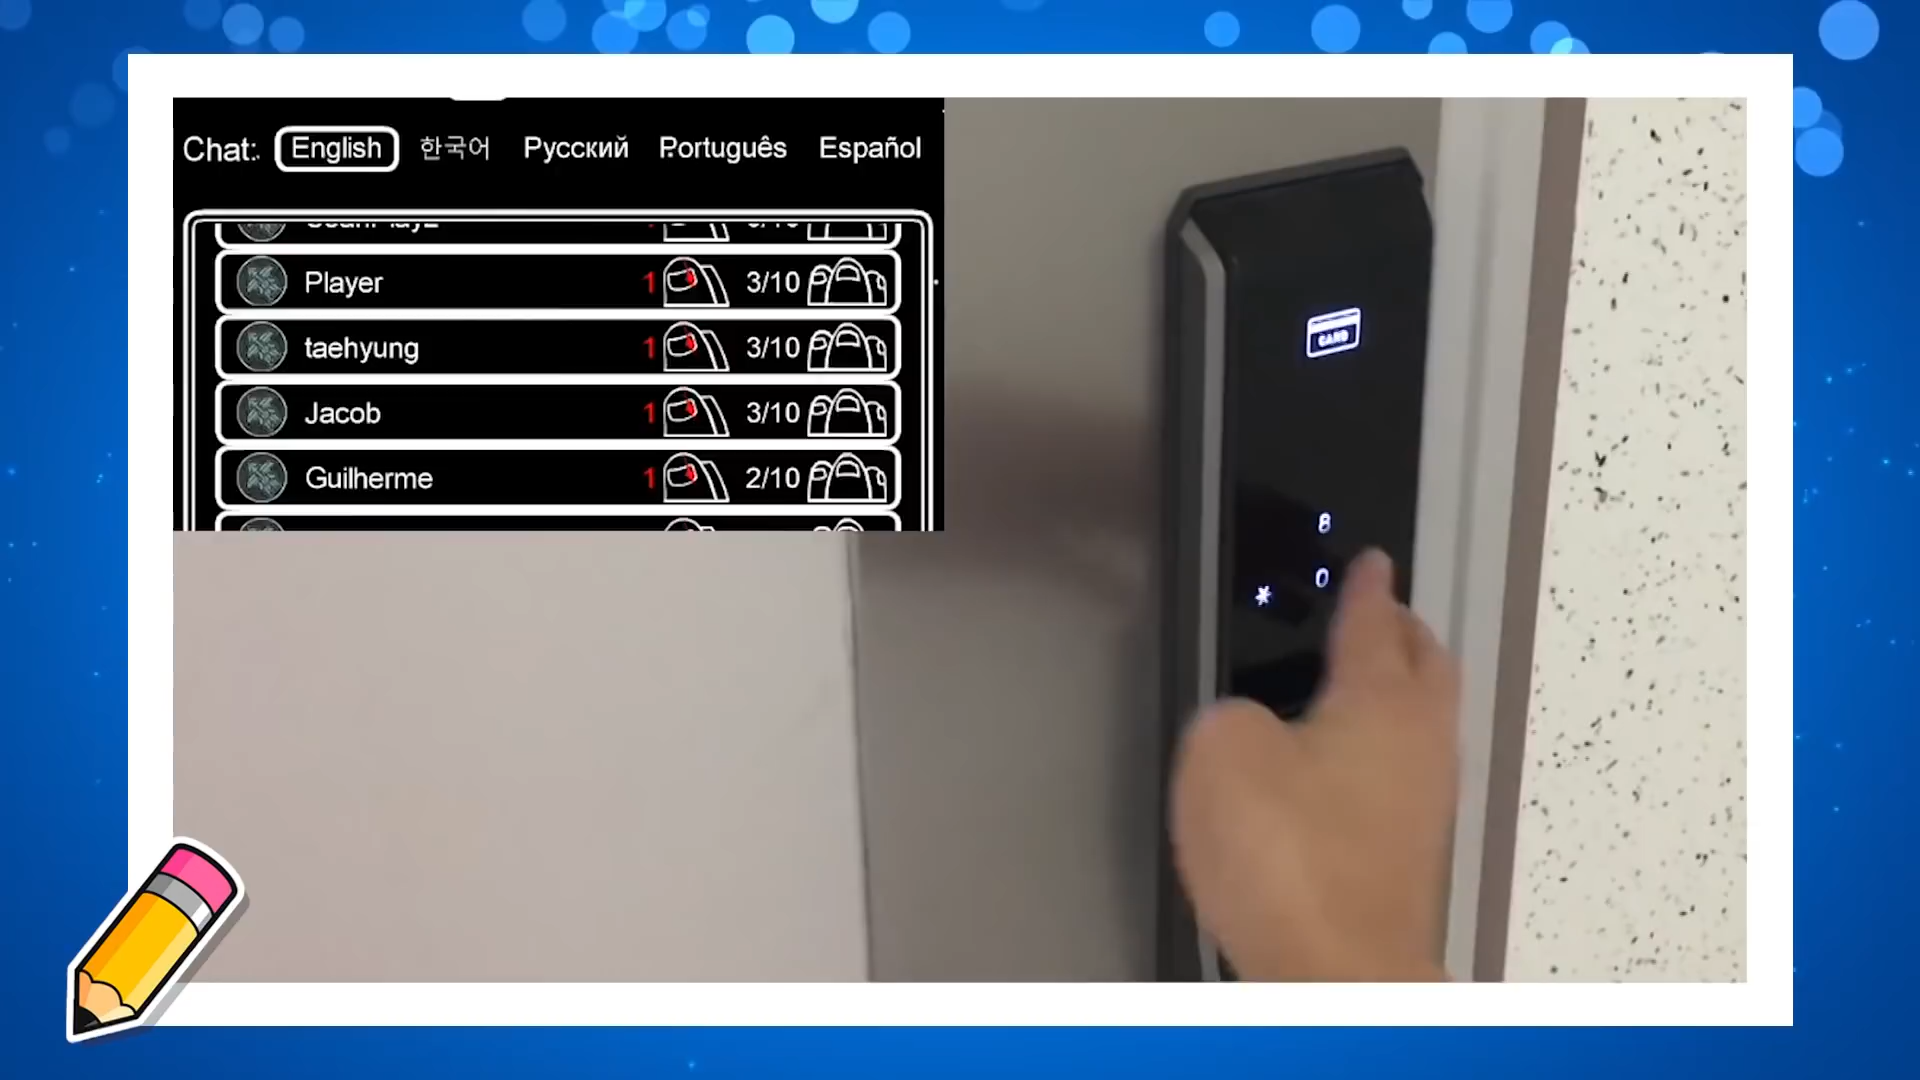 Chat: English 한국어 Русский Português Español
Player 1 3/10
taehyung 1 3/10
Jacob 1 3/10
Guilherme 1 2/10
CARD
8
0
*